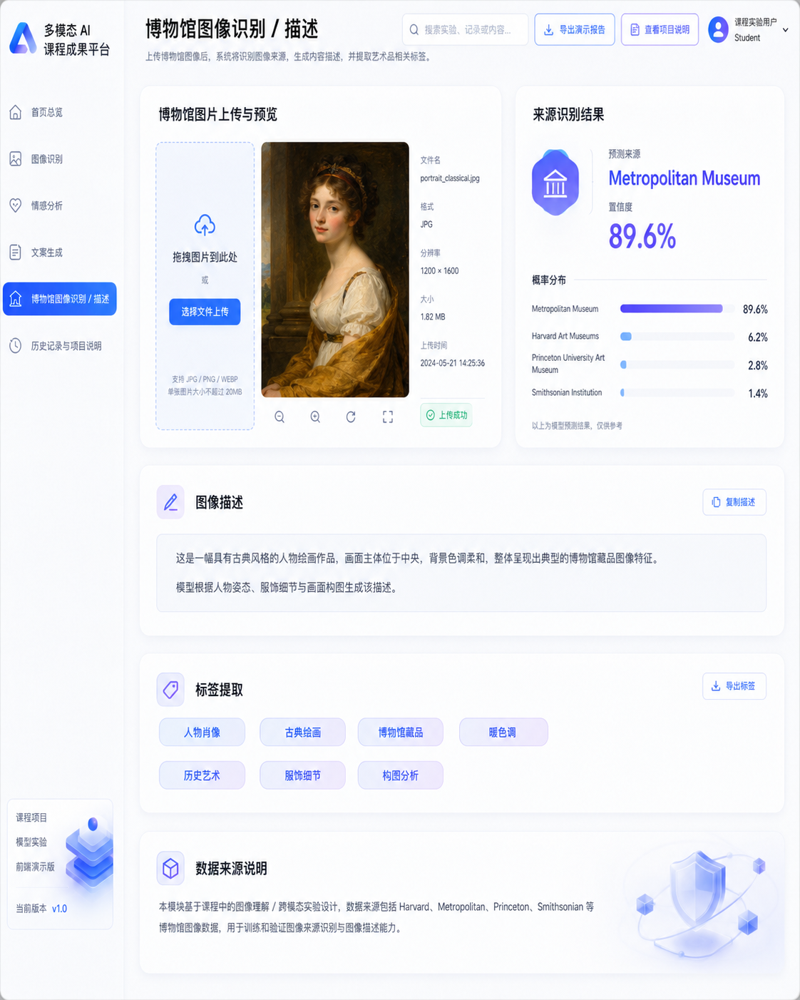 多模态 AI
课程成果平台
首页总览
图像识别
情感分析
文案生成
博物馆图像识别 / 描述
历史记录与项目说明
课程项目
模型实验
前端演示版
当前版本 v1.0
博物馆图像识别 / 描述
上传博物馆图像后，系统将识别图像来源，生成内容描述，并提取艺术品相关标签。
搜索实验、记录或内容...
导出演示报告
查看项目说明
课程实验用户
Student
博物馆图片上传与预览
拖拽图片到此处
或
选择文件上传
支持 JPG / PNG / WEBP
单张图片大小不超过 20MB
文件名
portrait_classical.jpg
格式
JPG
分辨率
1200 × 1600
大小
1.82 MB
上传时间
2024-05-21 14:25:36
上传成功
来源识别结果
预测来源
Metropolitan Museum
置信度
89.6%
概率分布
Metropolitan Museum 89.6%
Harvard Art Museums 6.2%
Princeton University Art
Museum 2.8%
Smithsonian Institution 1.4%
以上为模型预测结果，仅供参考
图像描述
复制描述
这是一幅具有古典风格的人物绘画作品，画面主体位于中央，背景色调柔和，整体呈现出典型的博物馆藏品图像特征。
模型根据人物姿态、服饰细节与画面构图生成该描述。
标签提取
导出标签
人物肖像 古典绘画 博物馆藏品 暖色调
历史艺术 服饰细节 构图分析
数据来源说明
本模块基于课程中的图像理解 / 跨模态实验设计，数据来源包括 Harvard、Metropolitan、Princeton、Smithsonian 等
博物馆图像数据，用于训练和验证图像来源识别与图像描述能力。